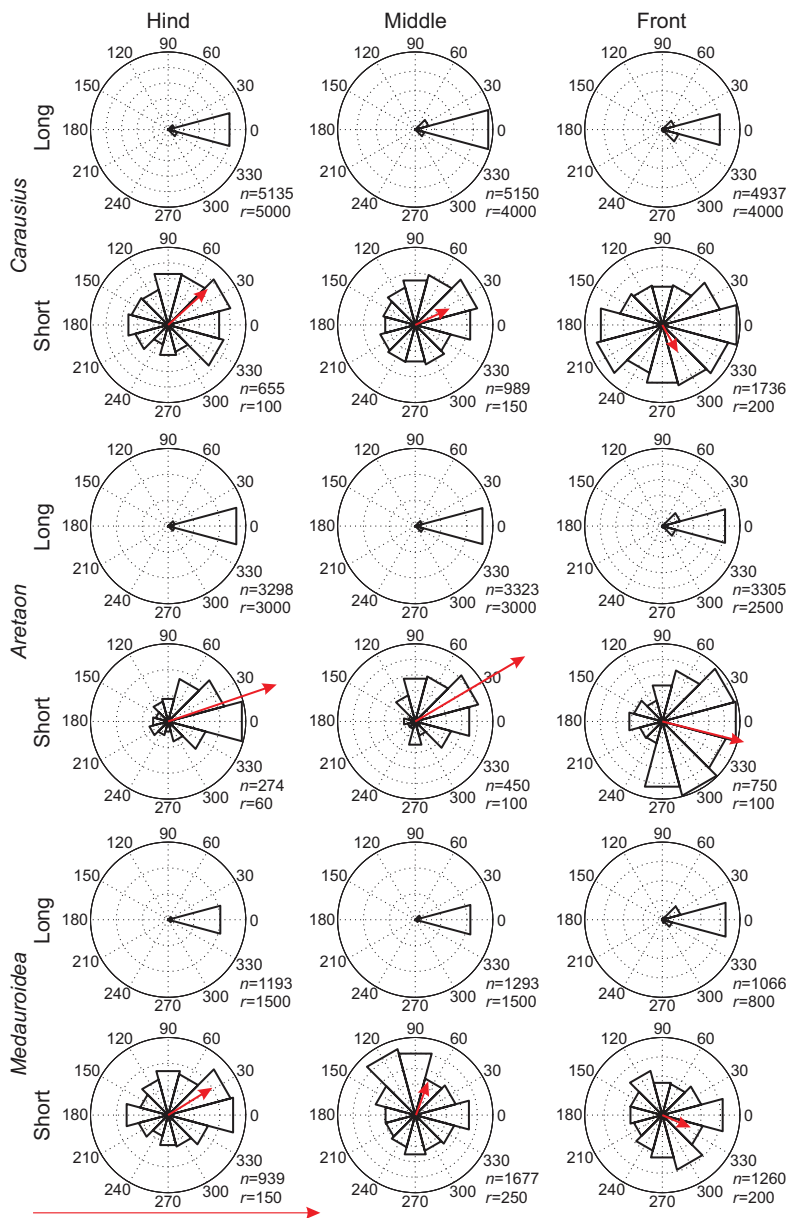 Hind Middle Front
Carausius
Long
90 90 90
120 60 120 60 120 60
150 30 150 30 150 30
180 0 180 0 180 0
210 330 210 330 210 330
240 300 240 300 240 300
270 270 270
n=5135 n=5150 n=4937
r=5000 r=4000 r=4000
Short
90 90 90
120 60 120 60 120 60
150 30 150 30 150 30
180 0 180 0 180 0
210 330 210 330 210 330
240 300 240 300 240 300
270 270 270
n=655 n=989 n=1736
r=100 r=150 r=200
Aretaon
Long
90 90 90
120 60 120 60 120 60
150 30 150 30 150 30
180 0 180 0 180 0
210 330 210 330 210 330
240 300 240 300 240 300
270 270 270
n=3298 n=3323 n=3305
r=3000 r=3000 r=2500
Short
90 90 90
120 60 120 60 120 60
150 30 150 30 150 30
180 0 180 0 180 0
210 330 210 330 210 330
240 300 240 300 240 300
270 270 270
n=274 n=450 n=750
r=60 r=100 r=100
Medauroidea
Long
90 90 90
120 60 120 60 120 60
150 30 150 30 150 30
180 0 180 0 180 0
210 330 210 330 210 330
240 300 240 300 240 300
270 270 270
n=1193 n=1293 n=1066
r=1500 r=1500 r=800
Short
90 90 90
120 60 120 60 120 60
150 30 150 30 150 30
180 0 180 0 180 0
210 330 210 330 210 330
240 300 240 300 240 300
270 270 270
n=939 n=1677 n=1260
r=150 r=250 r=200